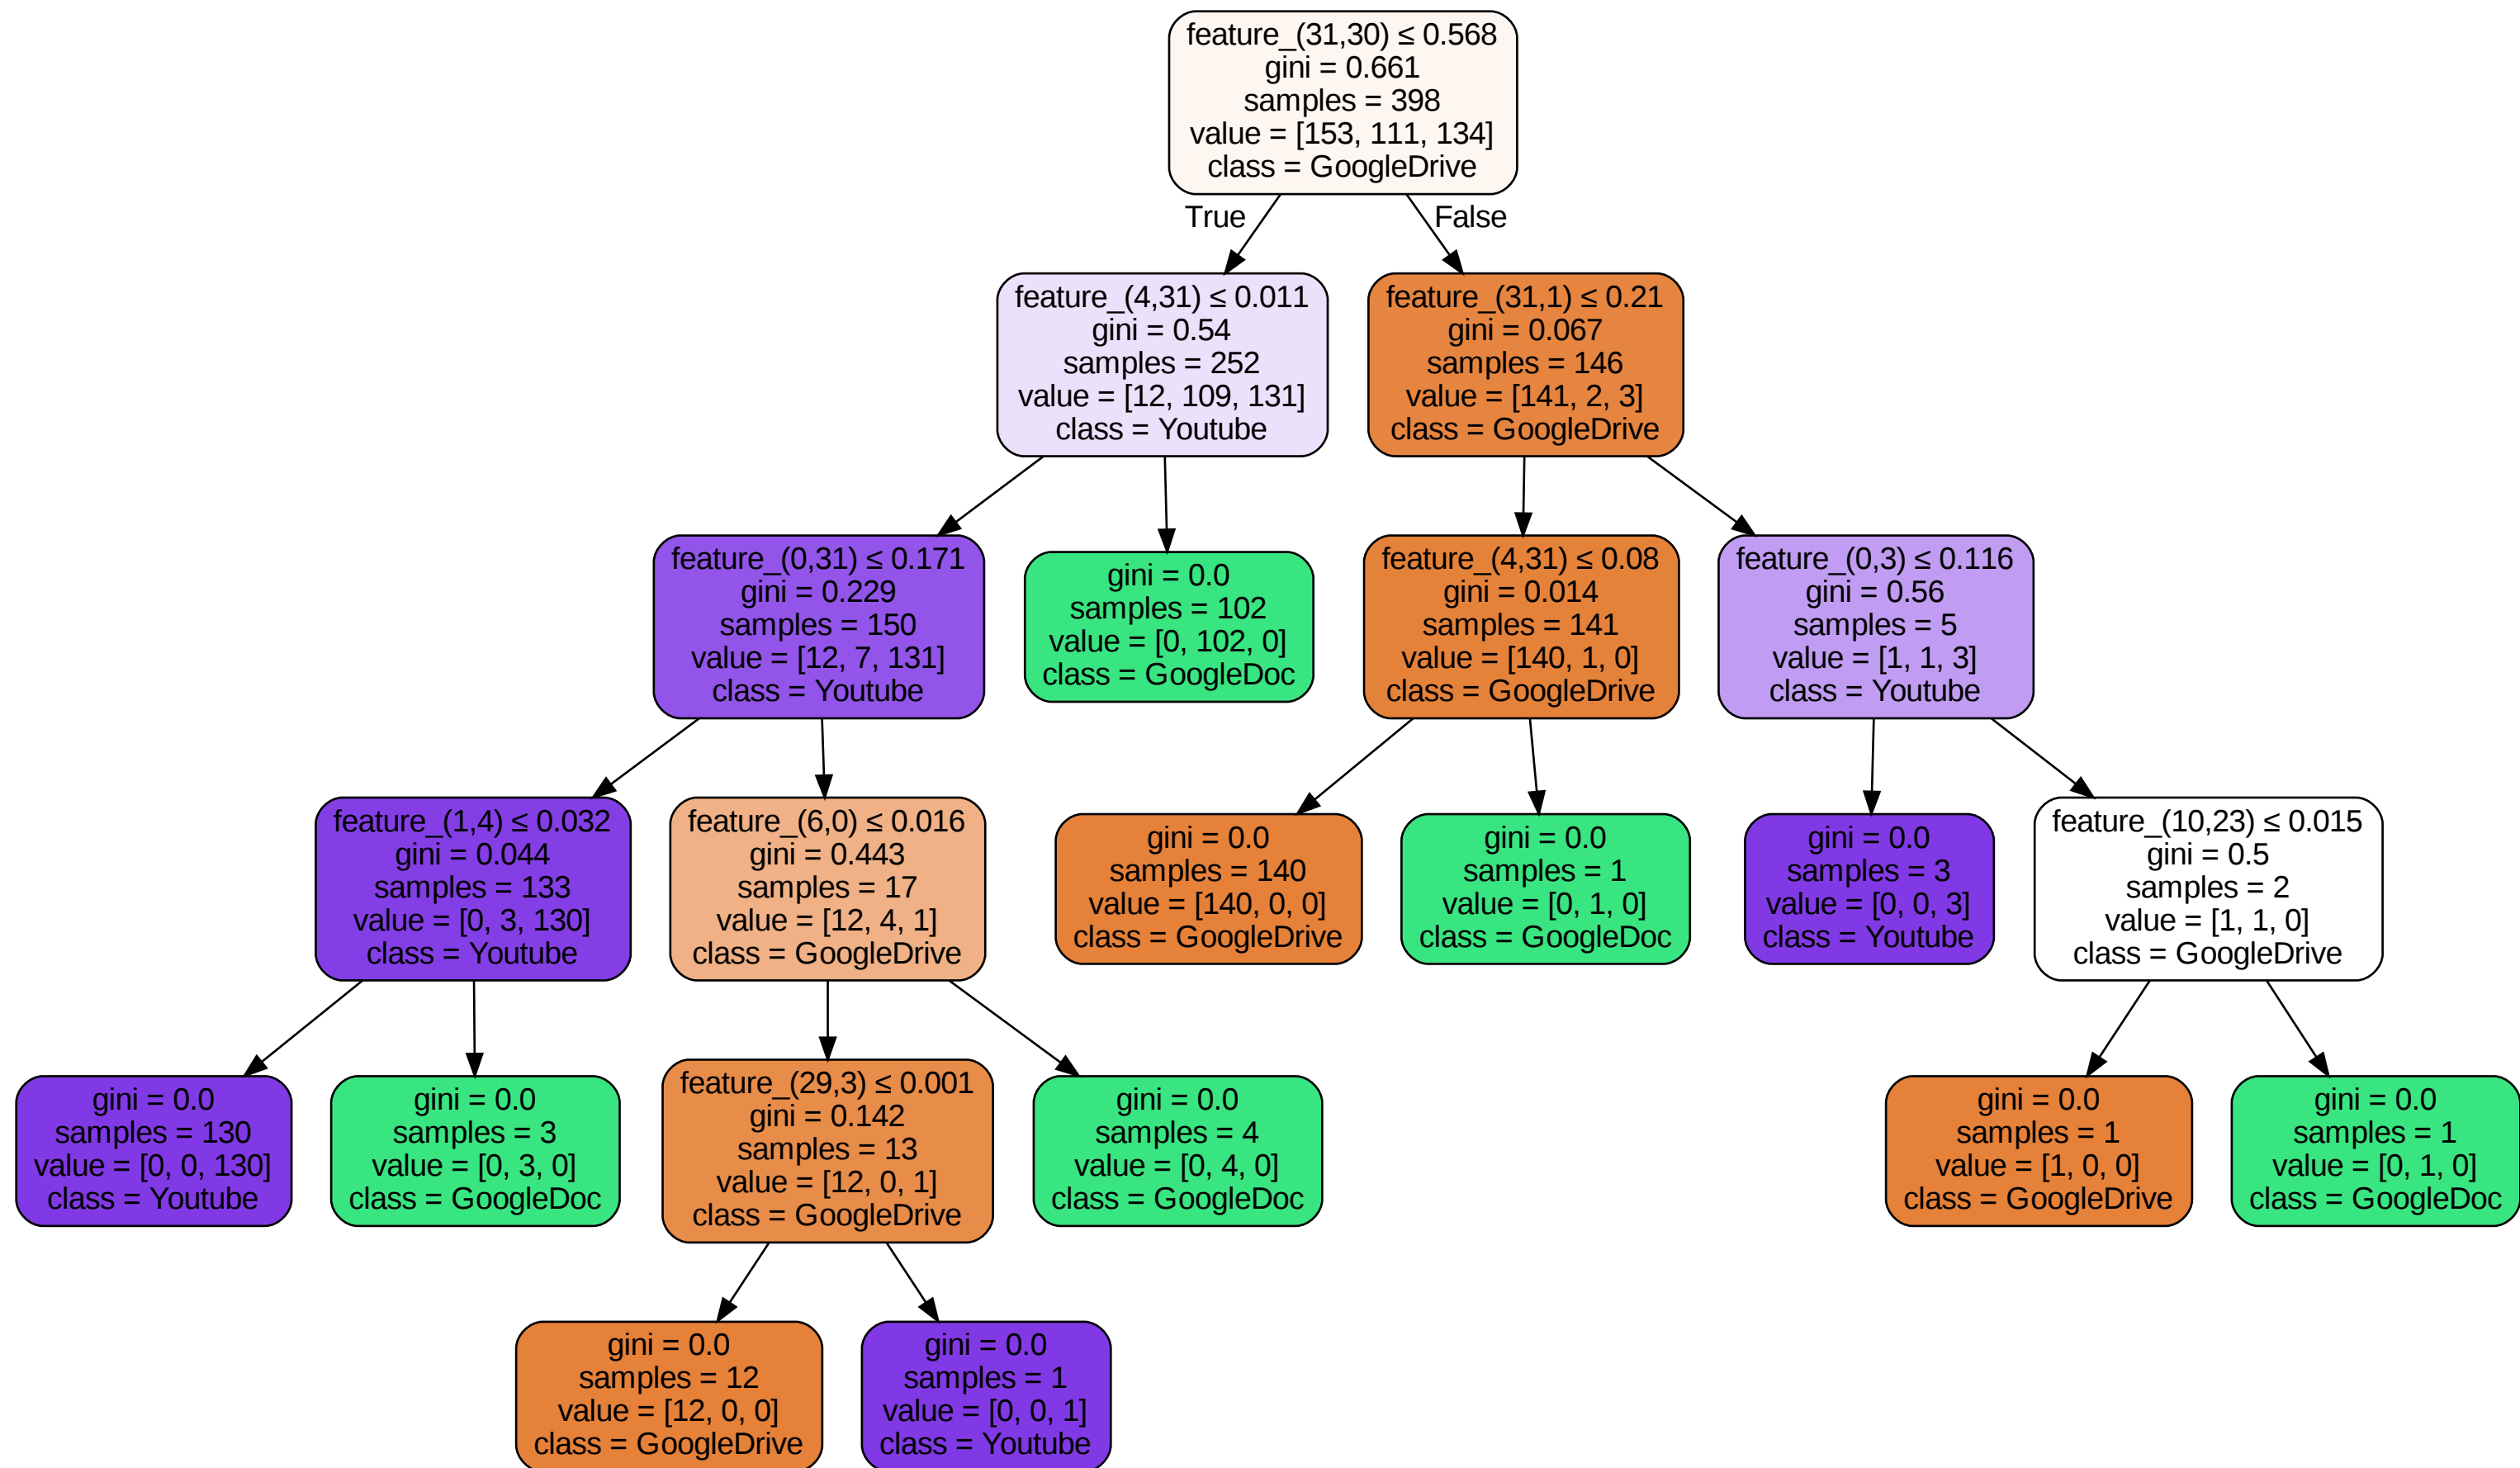 feature_(31,30) ≤ 0.568
gini = 0.661
samples = 398
value = [153, 111, 134]
class = GoogleDrive
True
False
feature_(4,31) ≤ 0.011
gini = 0.54
samples = 252
value = [12, 109, 131]
class = Youtube
feature_(31,1) ≤ 0.21
gini = 0.067
samples = 146
value = [141, 2, 3]
class = GoogleDrive
feature_(0,31) ≤ 0.171
gini = 0.229
samples = 150
value = [12, 7, 131]
class = Youtube
gini = 0.0
samples = 102
value = [0, 102, 0]
class = GoogleDoc
feature_(4,31) ≤ 0.08
gini = 0.014
samples = 141
value = [140, 1, 0]
class = GoogleDrive
feature_(0,3) ≤ 0.116
gini = 0.56
samples = 5
value = [1, 1, 3]
class = Youtube
feature_(1,4) ≤ 0.032
gini = 0.044
samples = 133
value = [0, 3, 130]
class = Youtube
feature_(6,0) ≤ 0.016
gini = 0.443
samples = 17
value = [12, 4, 1]
class = GoogleDrive
gini = 0.0
samples = 140
value = [140, 0, 0]
class = GoogleDrive
gini = 0.0
samples = 1
value = [0, 1, 0]
class = GoogleDoc
gini = 0.0
samples = 3
value = [0, 0, 3]
class = Youtube
feature_(10,23) ≤ 0.015
gini = 0.5
samples = 2
value = [1, 1, 0]
class = GoogleDrive
gini = 0.0
samples = 130
value = [0, 0, 130]
class = Youtube
gini = 0.0
samples = 3
value = [0, 3, 0]
class = GoogleDoc
feature_(29,3) ≤ 0.001
gini = 0.142
samples = 13
value = [12, 0, 1]
class = GoogleDrive
gini = 0.0
samples = 4
value = [0, 4, 0]
class = GoogleDoc
gini = 0.0
samples = 1
value = [1, 0, 0]
class = GoogleDrive
gini = 0.0
samples = 1
value = [0, 1, 0]
class = GoogleDoc
gini = 0.0
samples = 12
value = [12, 0, 0]
class = GoogleDrive
gini = 0.0
samples = 1
value = [0, 0, 1]
class = Youtube